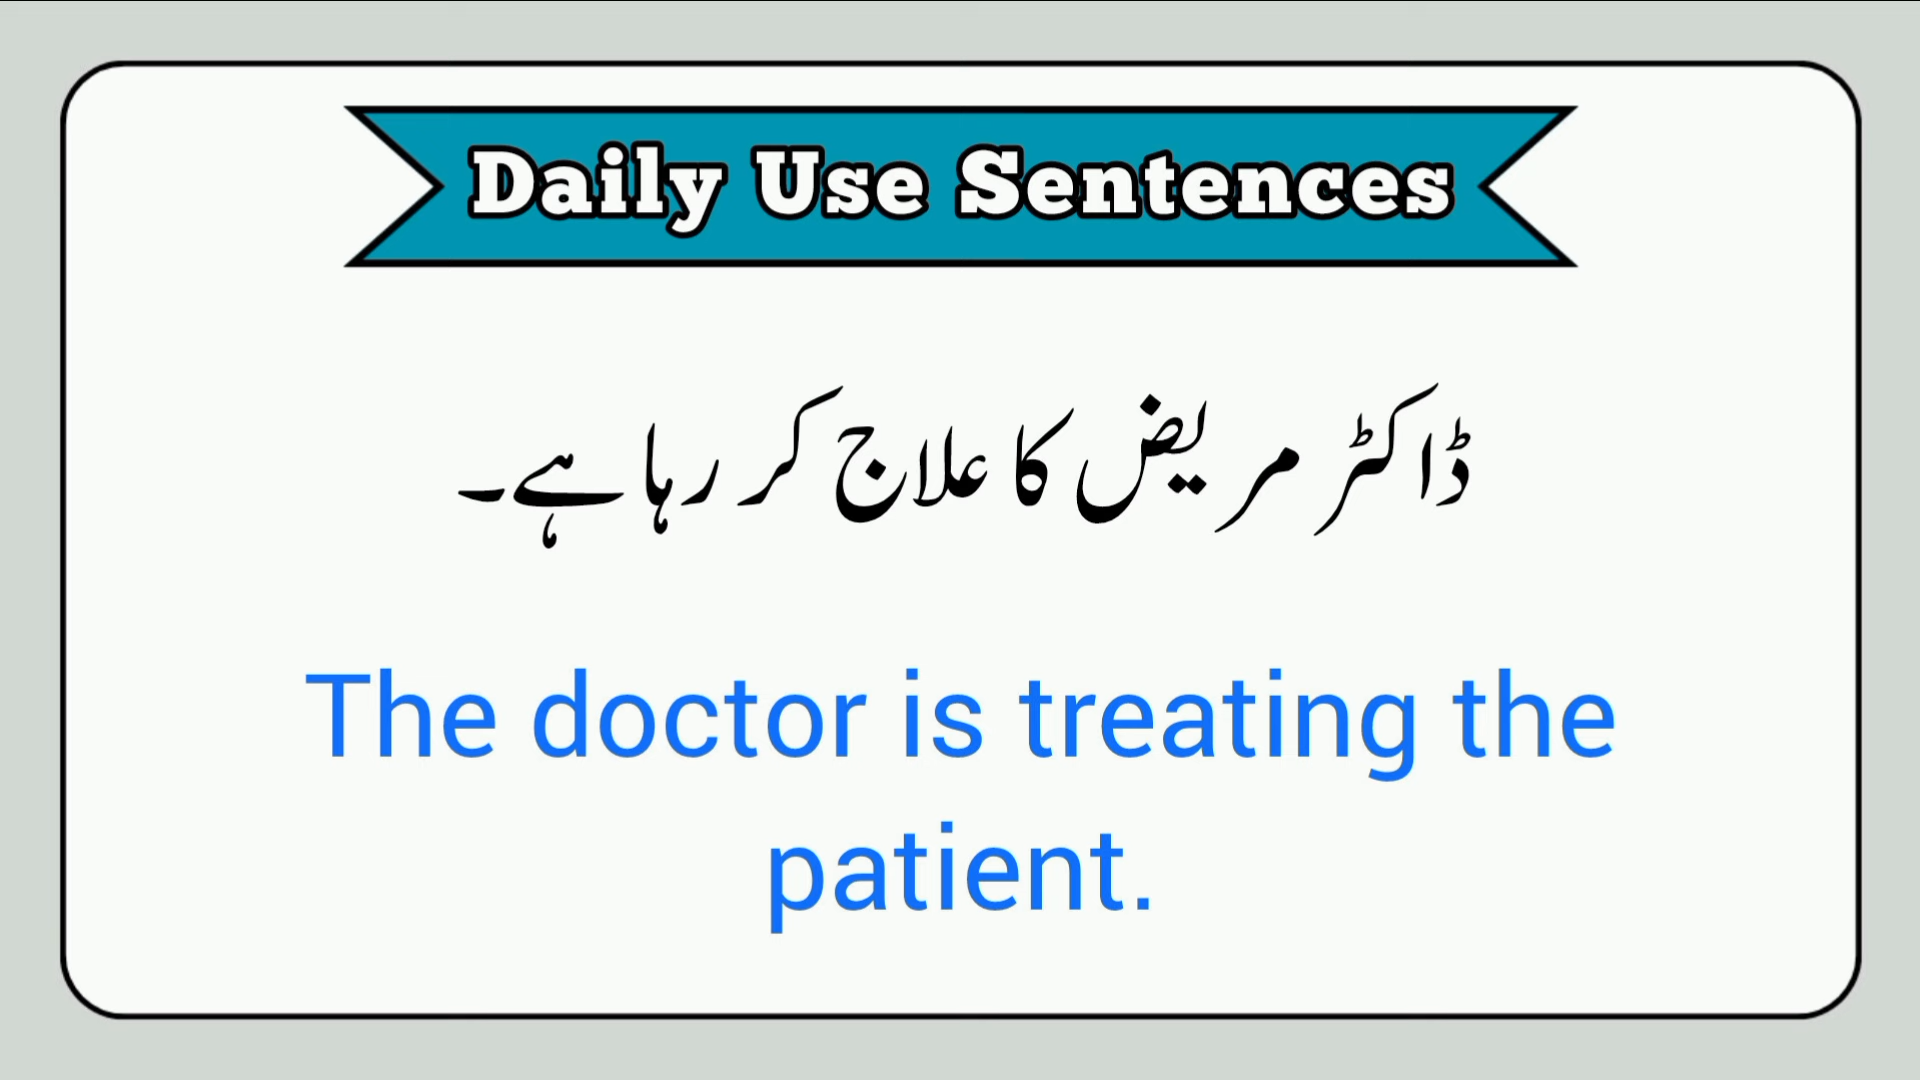 Daily Use Sentences
ڈاکٹر مریض کا علاج کر رہا ہے۔
The doctor is treating the
patient.